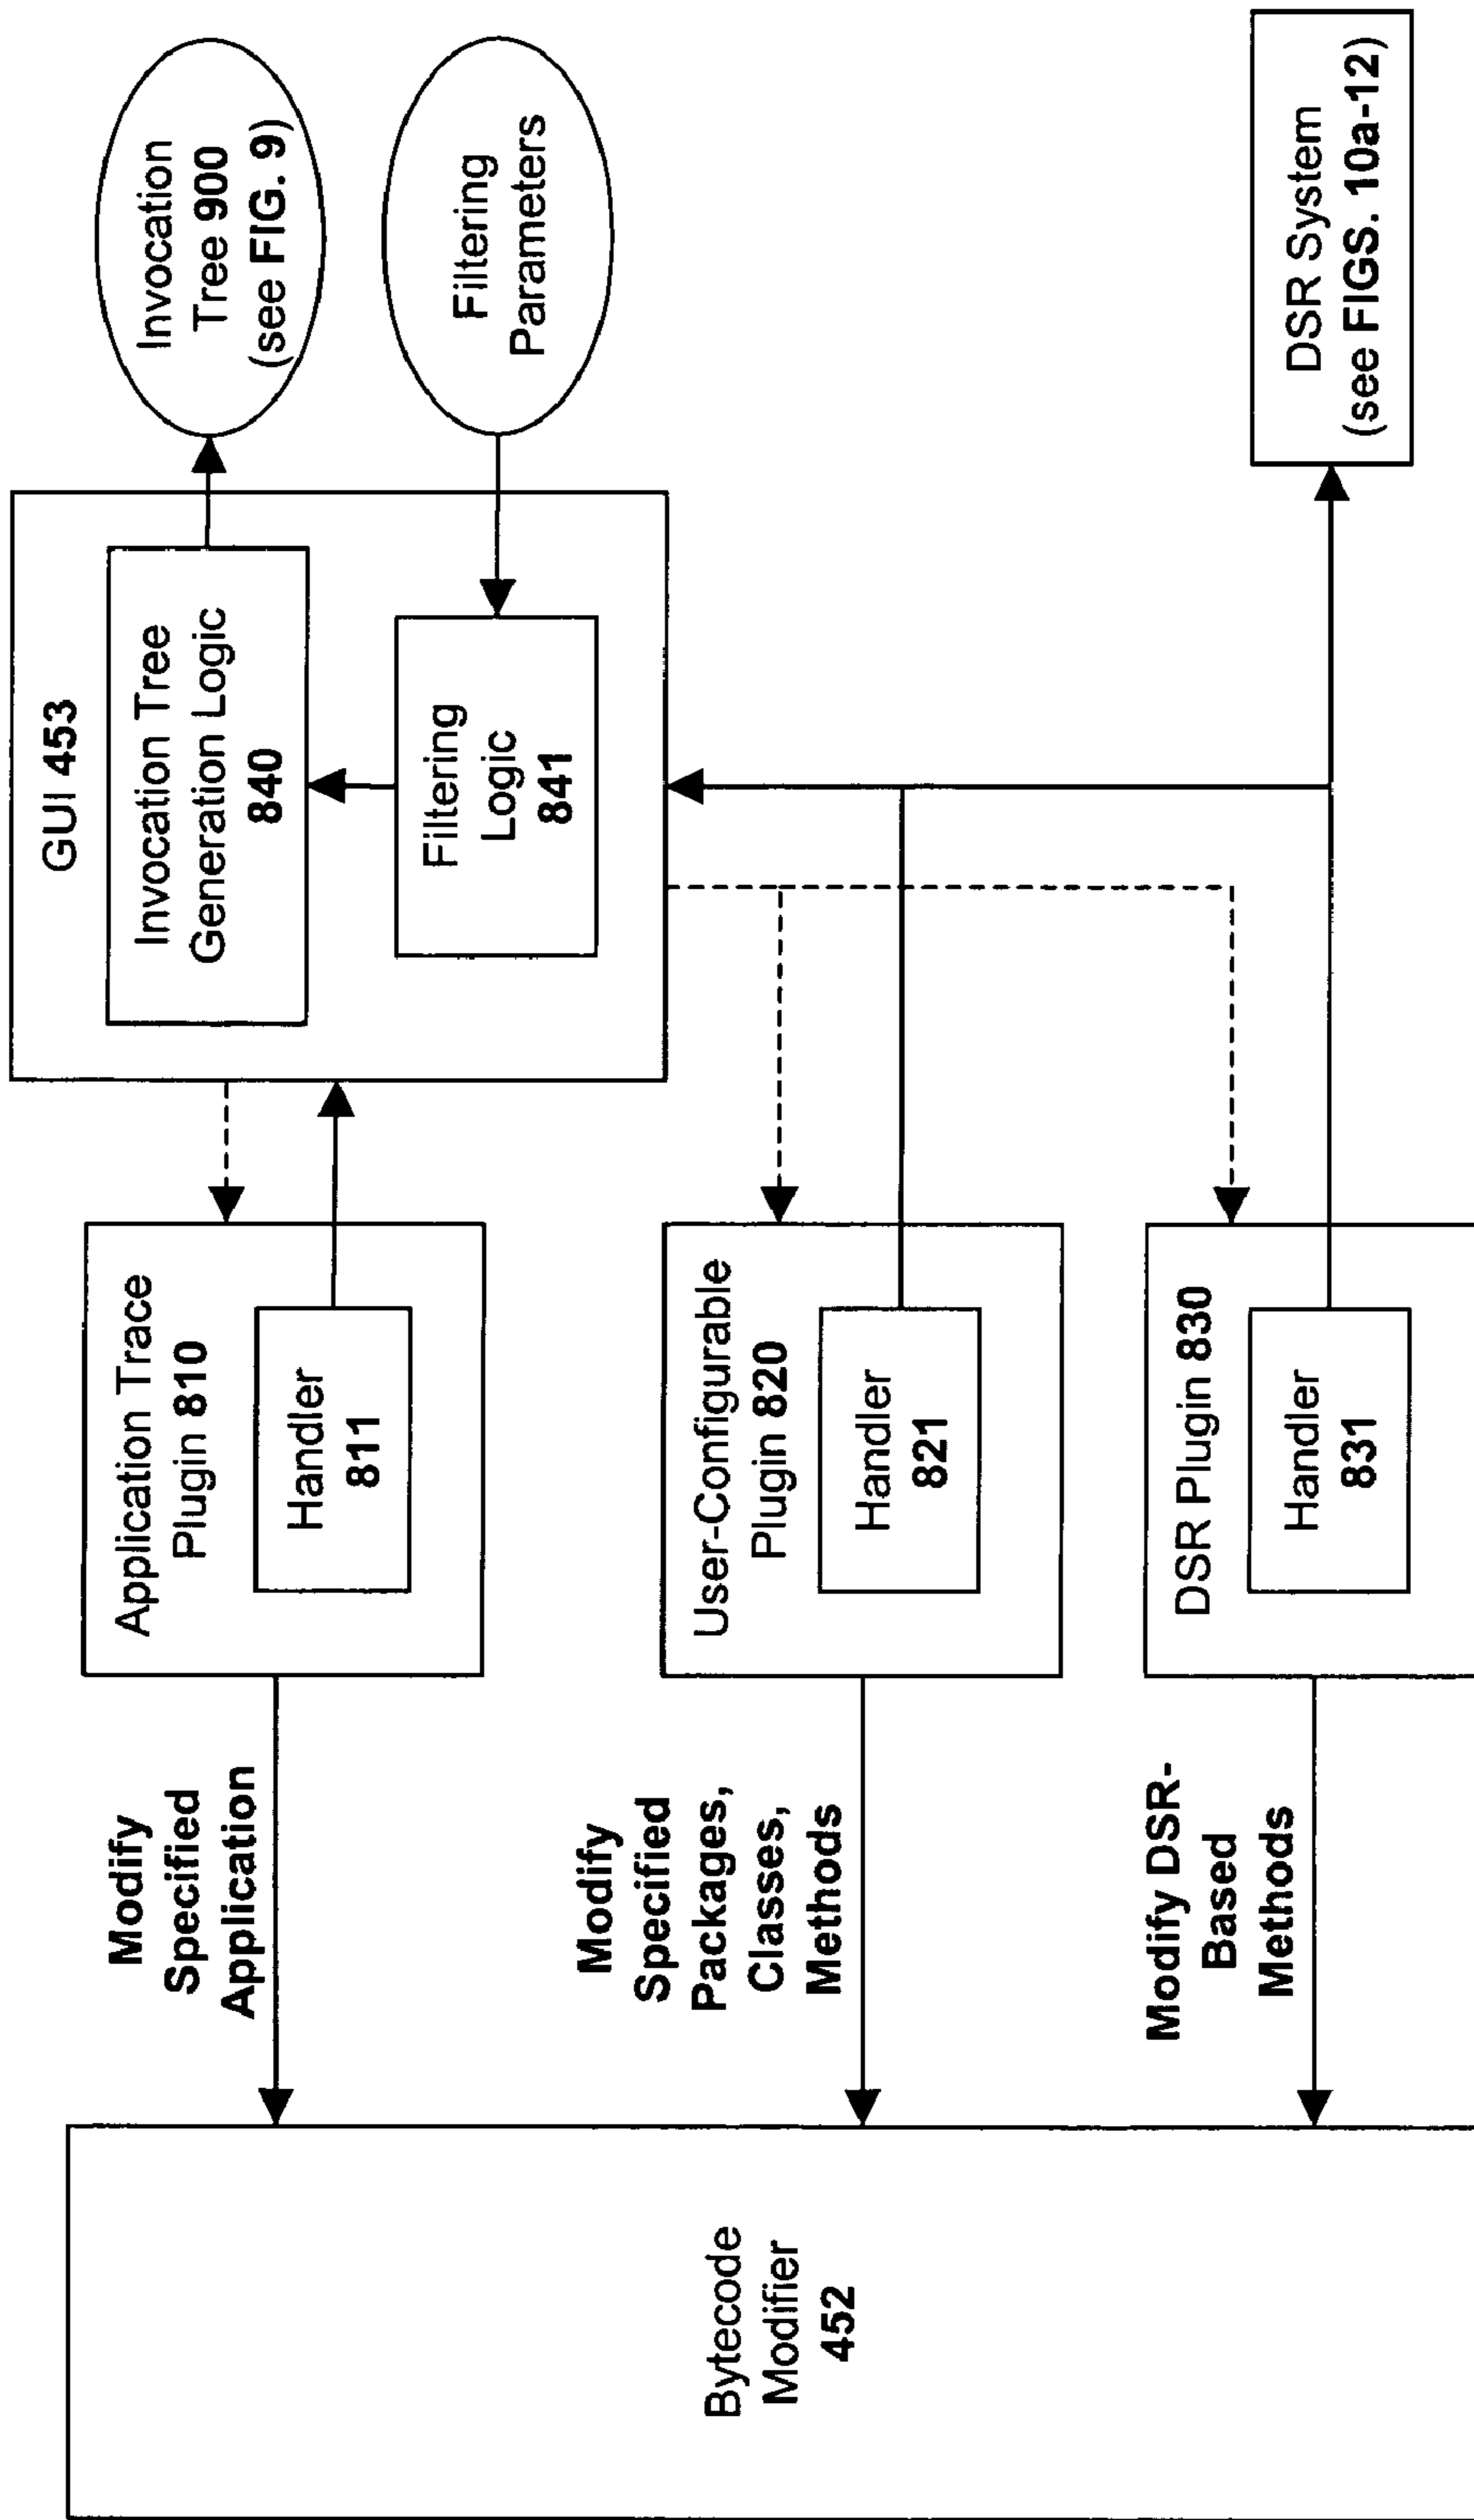 Bytecode
Modifier
452
Modify
Specified
Application
Modify
Specified
Packages,
Classes,
Methods
Modify DSR-
Based
Methods
Application Trace
Plugin 810
Handler
811
User-Configurable
Plugin 820
Handler
821
DSR Plugin 830
Handler
831
GUI 453
Invocation Tree
Generation Logic
840
Filtering
Logic
841
Invocation
Tree 900
(see FIG. 9)
Filtering
Parameters
DSR System
(see FIGS. 10a-12)